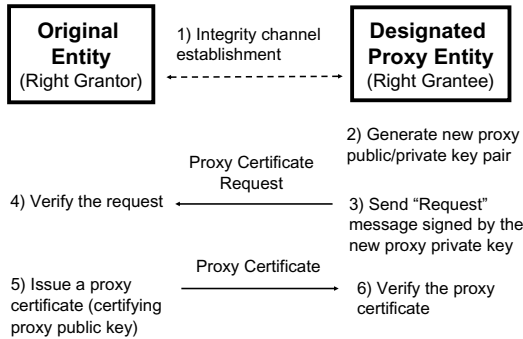 Original
Entity
(Right Grantor)
1) Integrity channel
establishment
Designated
Proxy Entity
(Right Grantee)
2) Generate new proxy
public/private key pair
Proxy Certificate
Request
4) Verify the request
3) Send “Request”
message signed by the
new proxy private key
Proxy Certificate
5) Issue a proxy
certificate (certifying
proxy public key)
6) Verify the proxy
certificate